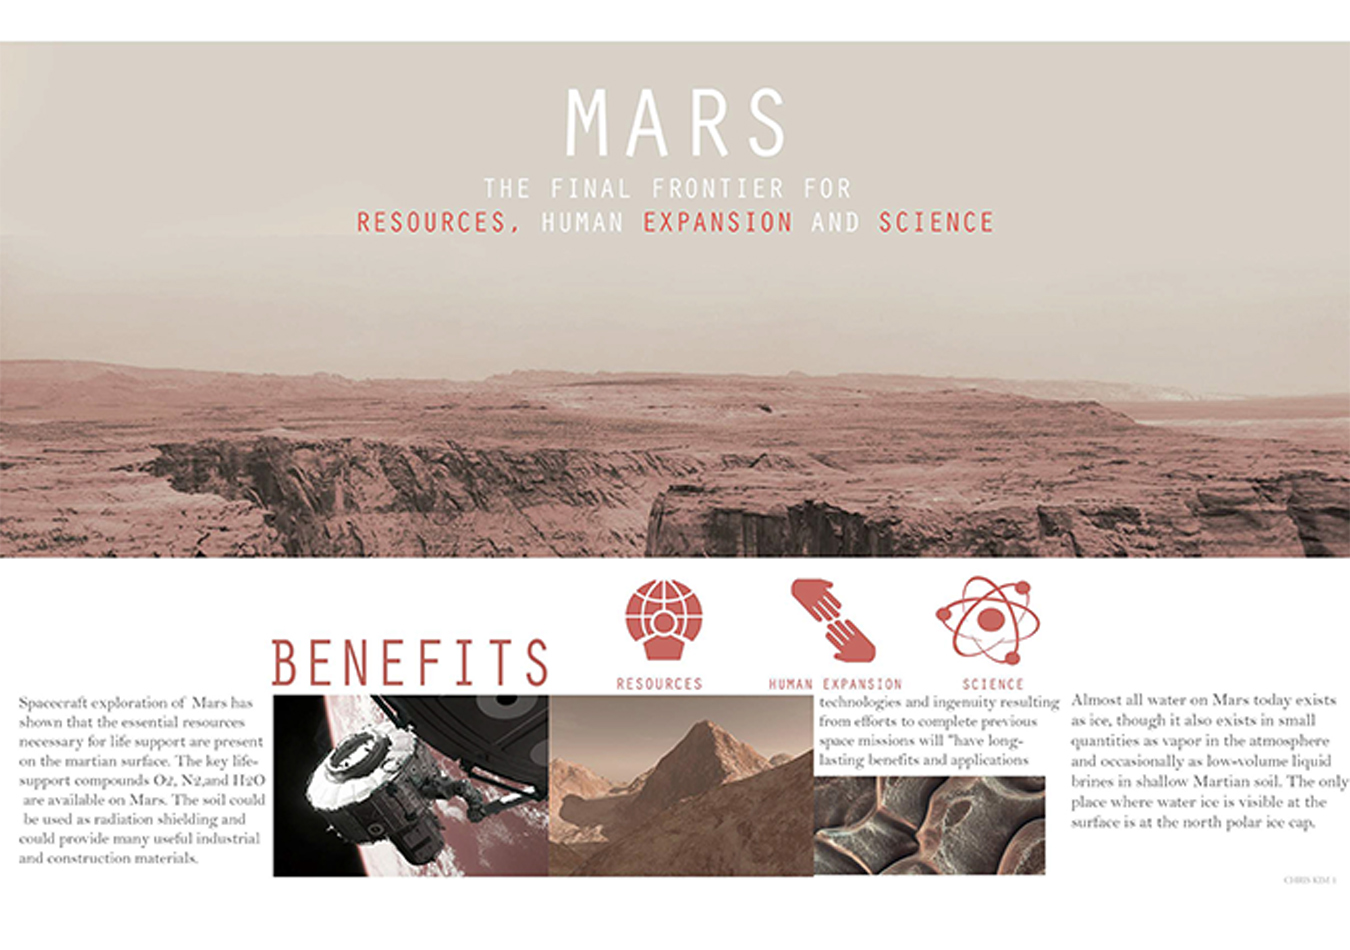 MARS
THE FINAL FRONTIER FOR
RESOURCES, HUMAN EXPANSION AND SCIENCE
BENEFITS
RESOURCES
HUMAN EXPANSION
SCIENCE
Spacecraft exploration of Mars has
shown that the essential resources
necessary for life support are present
on the martian surface. The key life-
support compounds O2, N2,and H2O
are available on Mars. The soil could
be used as radiation shielding and
could provide many useful industrial
and construction materials.
technologies and ingenuity resulting
from efforts to complete previous
space missions will "have long-
lasting benefits and applications
Almost all water on Mars today exists
as ice, though it also exists in small
quantities as vapor in the atmosphere
and occasionally as low-volume liquid
brines in shallow Martian soil. The only
place where water ice is visible at the
surface is at the north polar ice cap.
CHRIS KIM 1